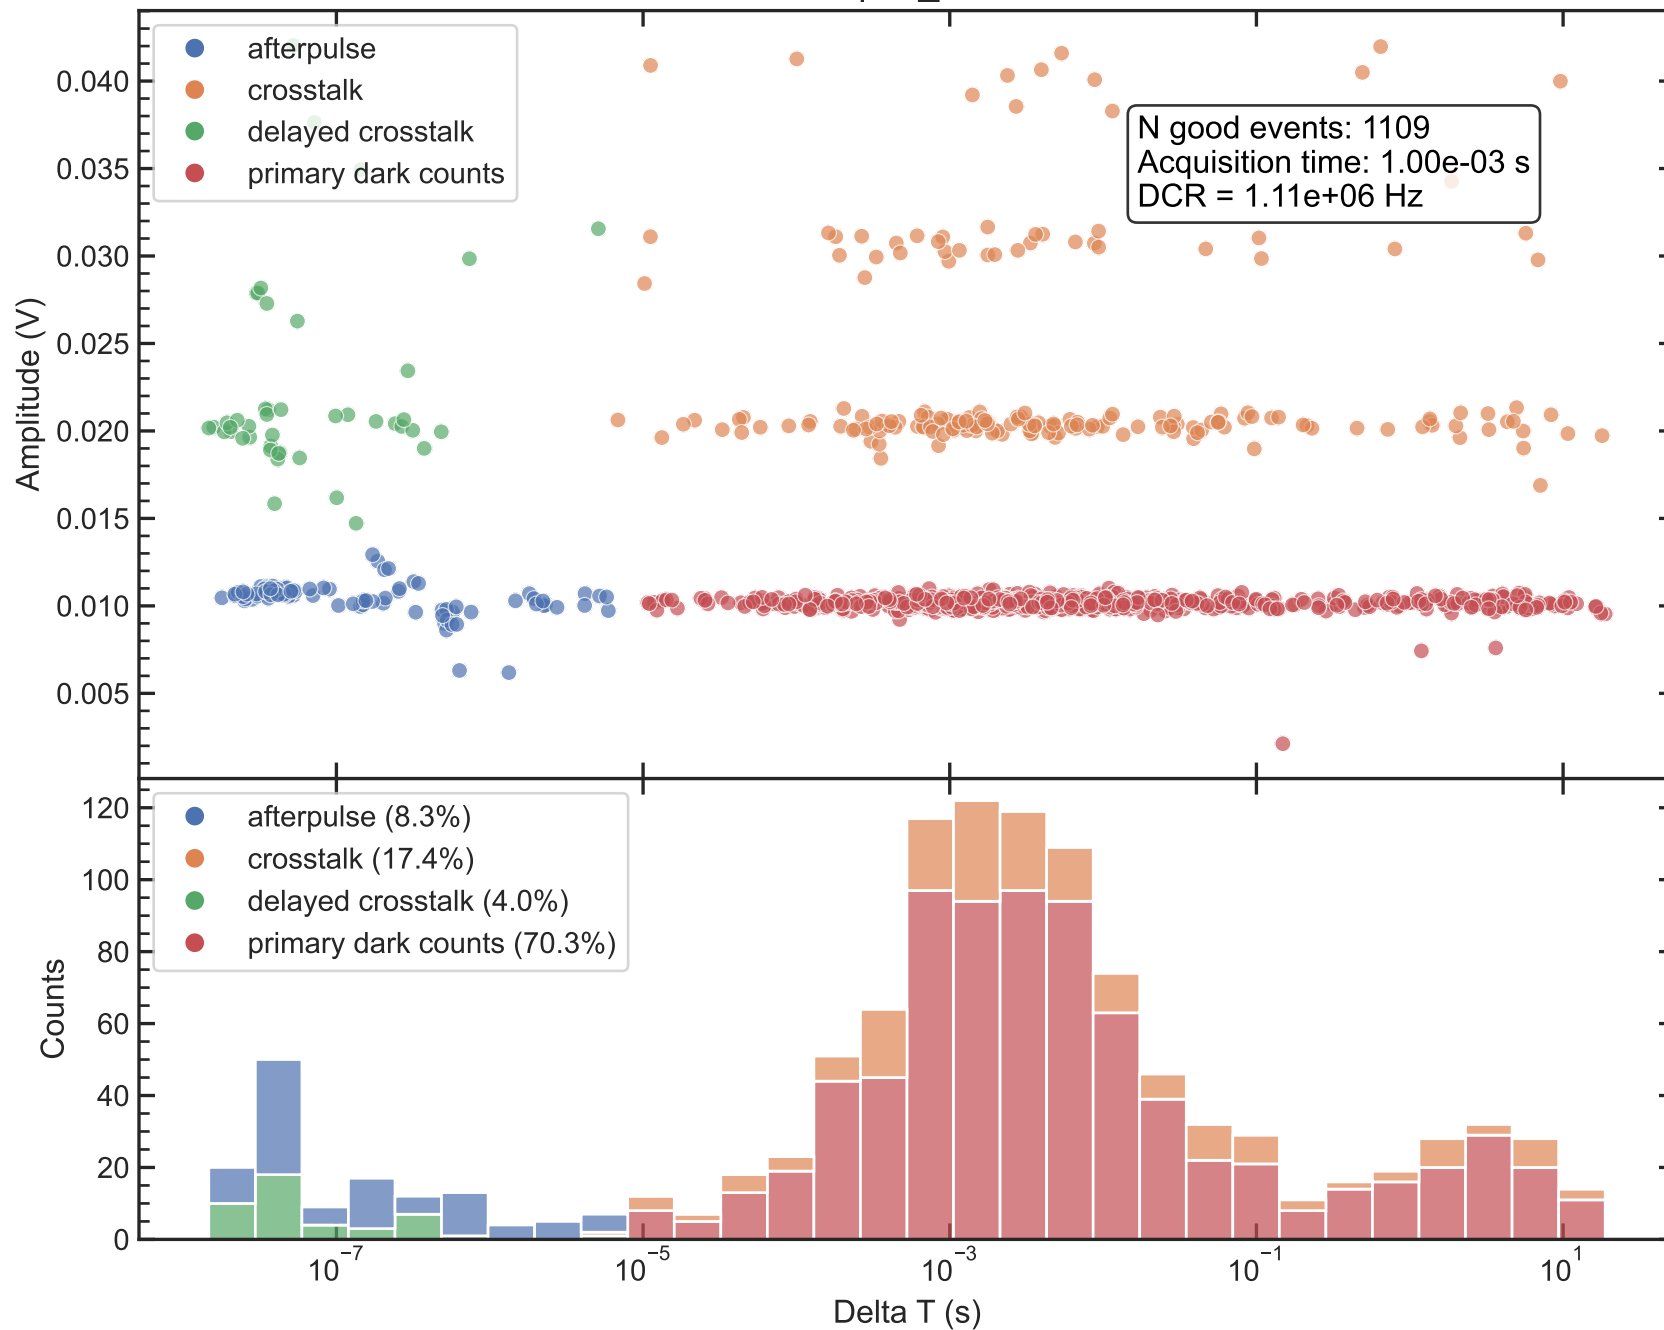 afterpulse
crosstalk
delayed crosstalk
primary dark counts
N good events: 1109
Acquisition time: 1.00e-03 s
DCR = 1.11e+06 Hz
0.040
0.035
0.030
0.025
0.020
0.015
0.010
0.005
Amplitude (V)
afterpulse (8.3%)
crosstalk (17.4%)
delayed crosstalk (4.0%)
primary dark counts (70.3%)
120
100
80
60
40
20
0
Counts
10⁻⁷ 10⁻⁵ 10⁻³ 10⁻¹ 10¹
Delta T (s)